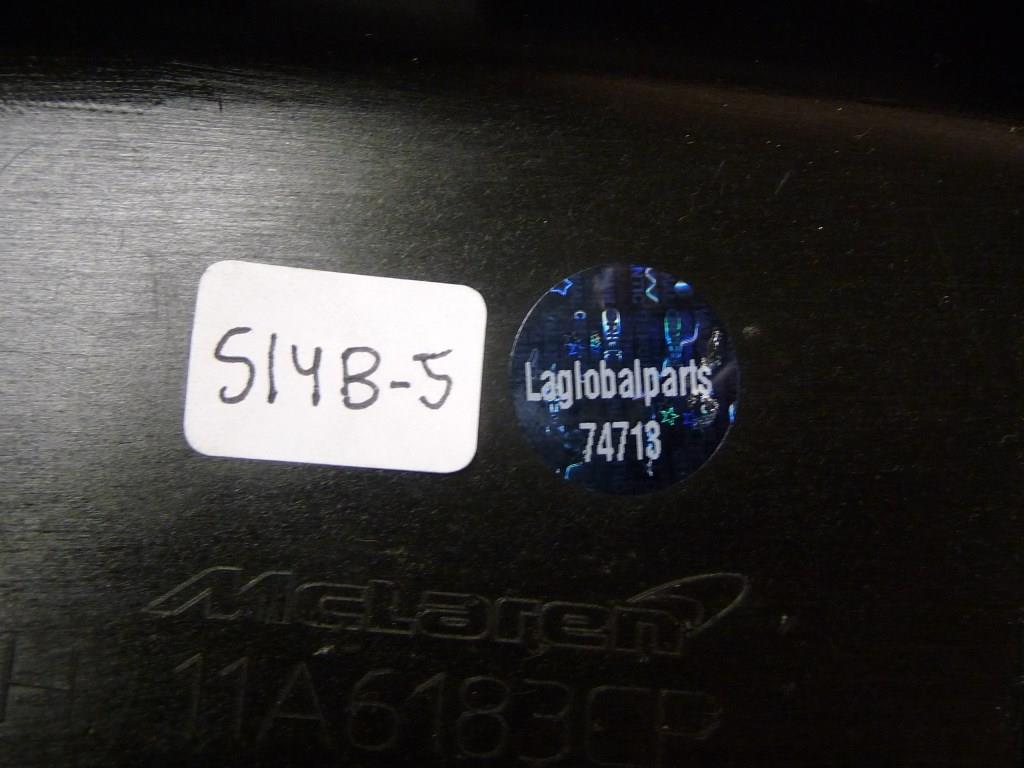 S14B-5
Laglobalparts
74713
McLaren
H 11A6183CP